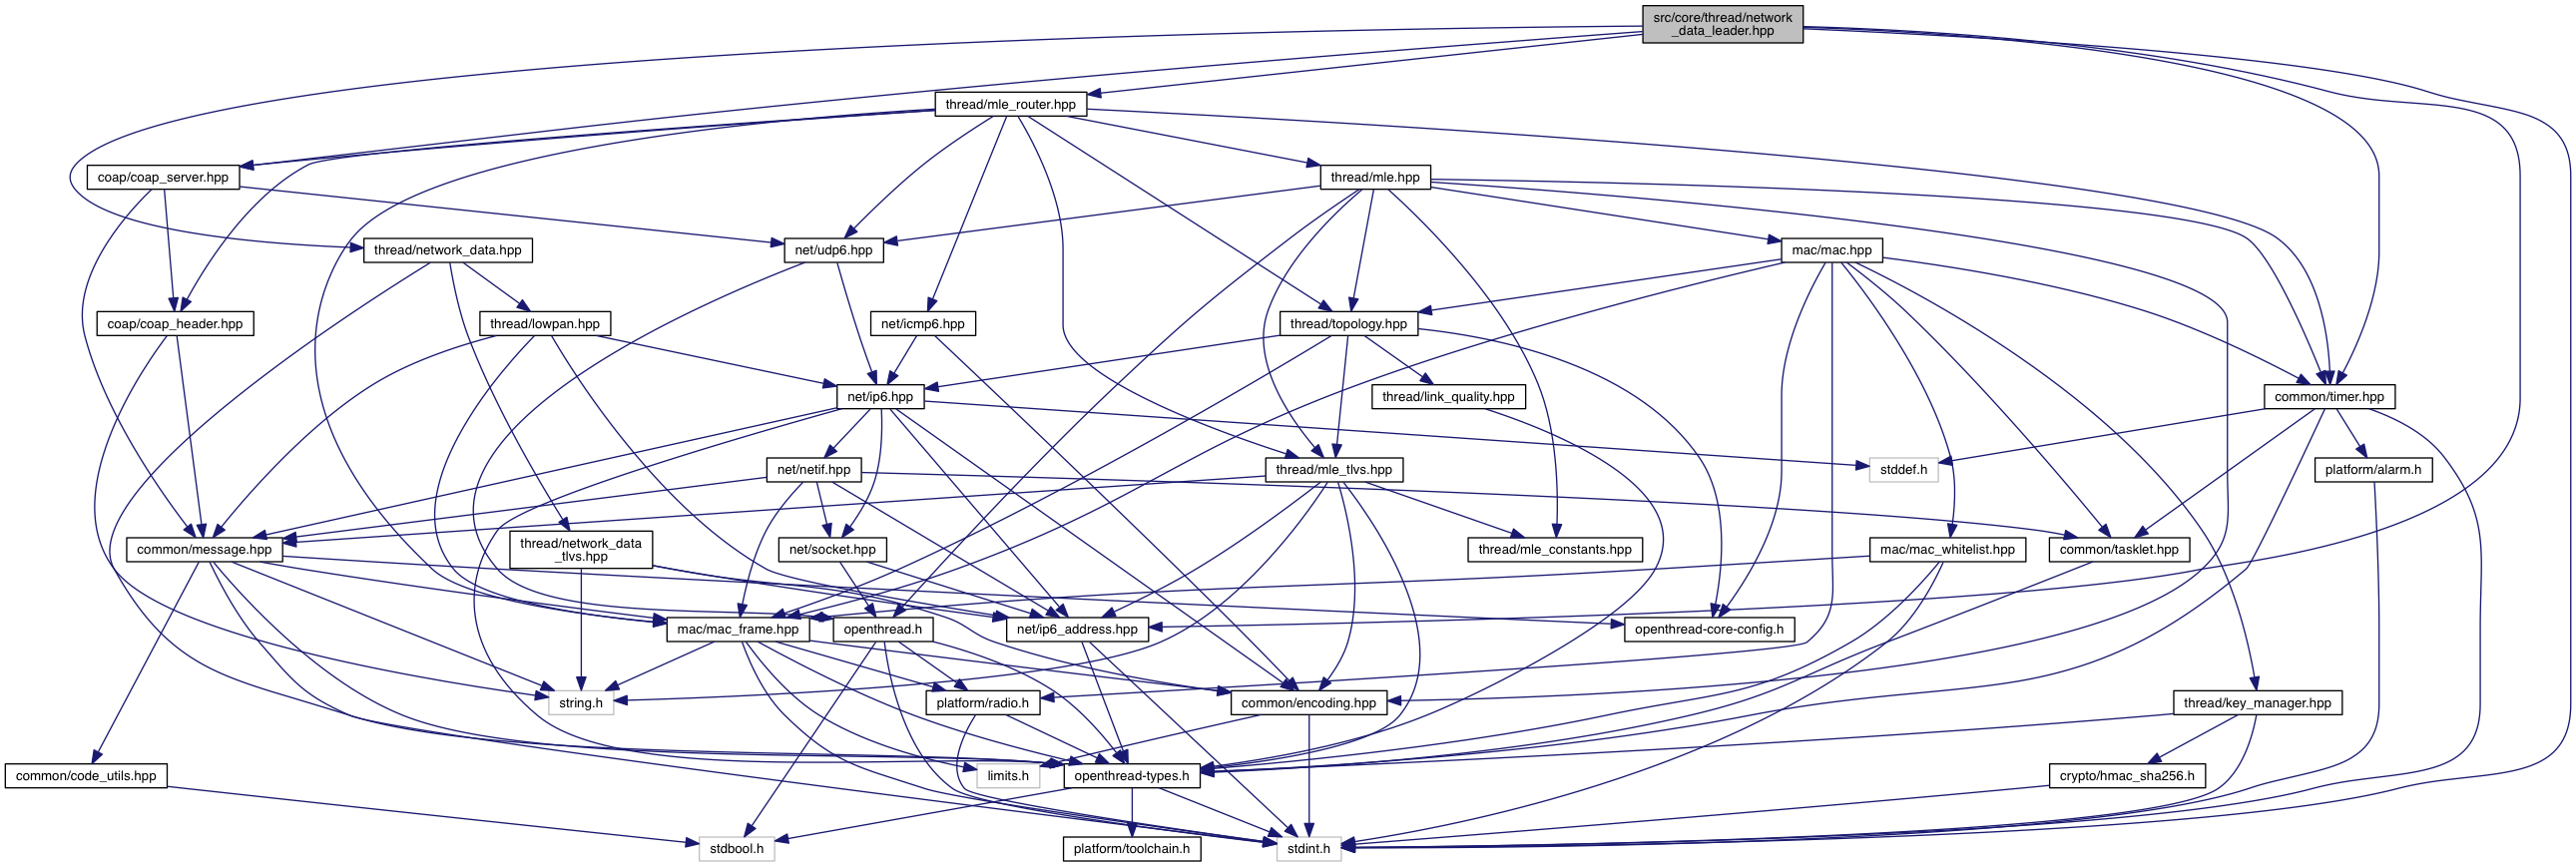 src/core/thread/network
_data_leader.hpp
thread/mle_router.hpp
coap/coap_server.hpp
thread/mle.hpp
thread/network_data.hpp
net/udp6.hpp
mac/mac.hpp
coap/coap_header.hpp
thread/lowpan.hpp
net/icmp6.hpp
thread/topology.hpp
net/ip6.hpp
thread/link_quality.hpp
common/timer.hpp
net/netif.hpp
thread/mle_tlvs.hpp
stddef.h
platform/alarm.h
common/message.hpp
thread/network_data
_tlvs.hpp
net/socket.hpp
thread/mle_constants.hpp
mac/mac_whitelist.hpp
common/tasklet.hpp
mac/mac_frame.hpp
openthread.h
net/ip6_address.hpp
openthread-core-config.h
string.h
platform/radio.h
common/encoding.hpp
thread/key_manager.hpp
common/code_utils.hpp
limits.h
openthread-types.h
crypto/hmac_sha256.h
stdbool.h
platform/toolchain.h
stdint.h